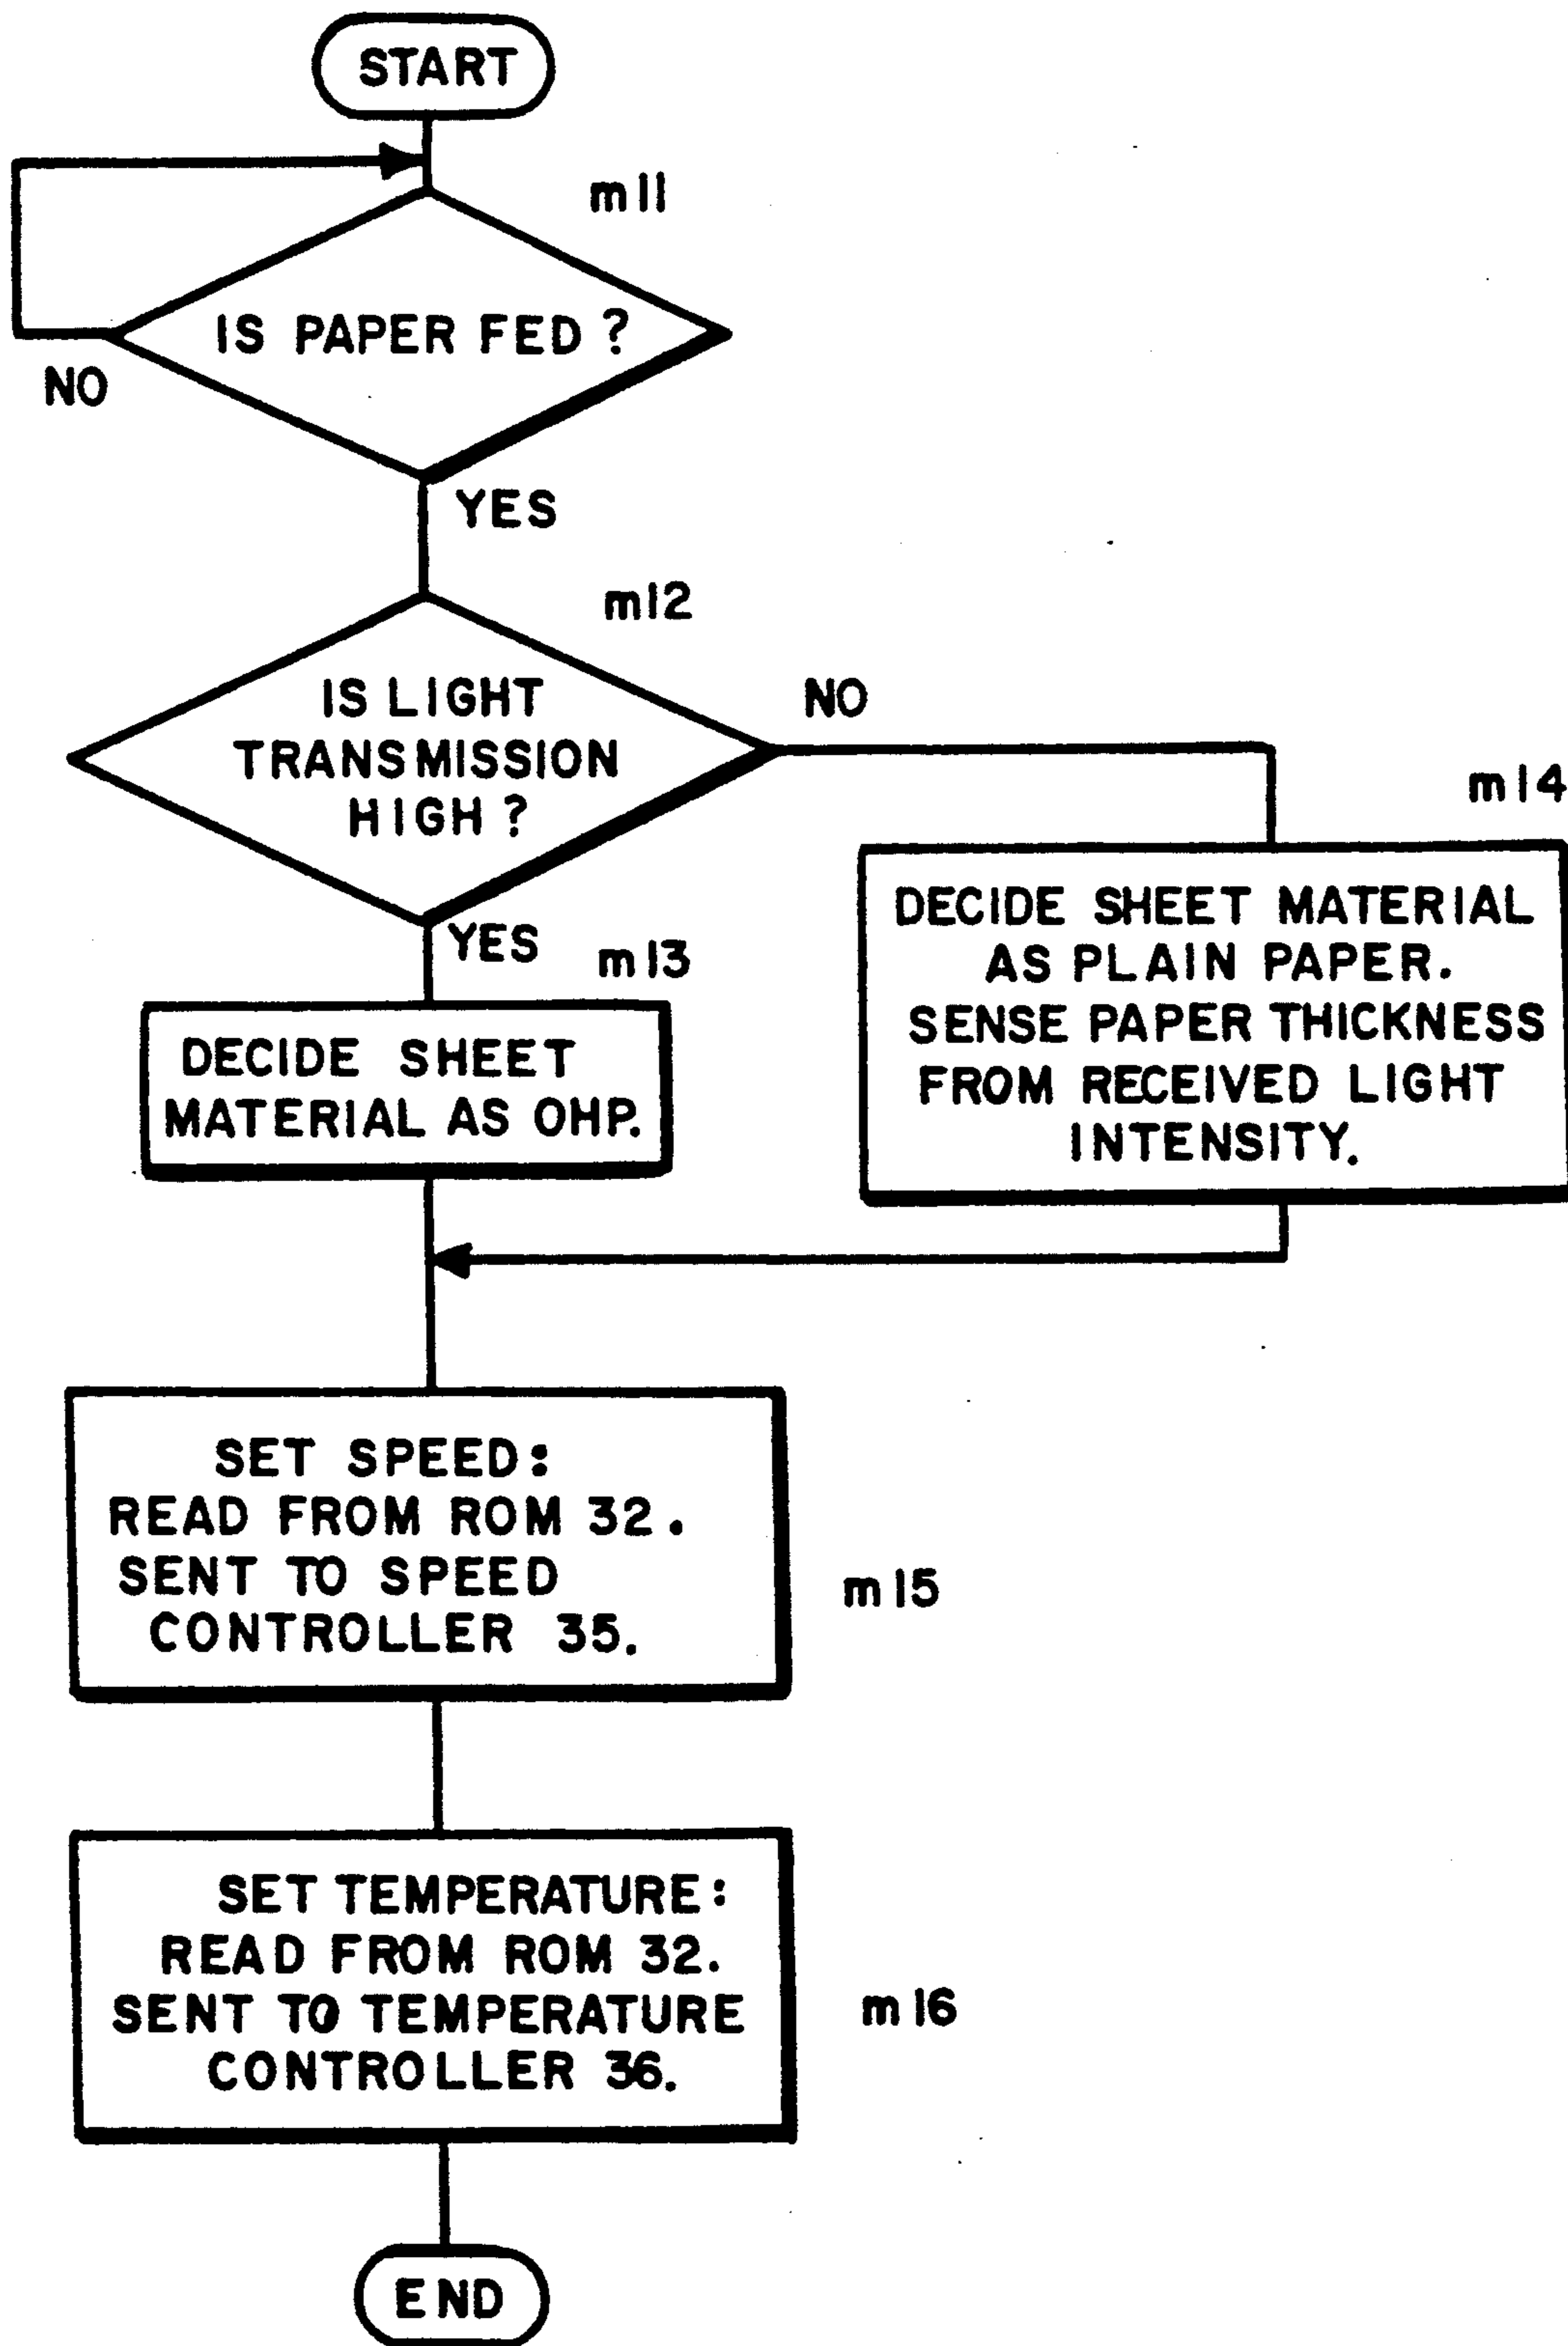 START
m11
IS PAPER FED ?
NO
YES
m12
IS LIGHT
TRANSMISSION
HIGH ?
NO
YES
m13
DECIDE SHEET
MATERIAL AS OHP.
m14
DECIDE SHEET MATERIAL
AS PLAIN PAPER.
SENSE PAPER THICKNESS
FROM RECEIVED LIGHT
INTENSITY.
SET SPEED:
READ FROM ROM 32.
SENT TO SPEED
CONTROLLER 35.
m15
SET TEMPERATURE:
READ FROM ROM 32.
SENT TO TEMPERATURE
CONTROLLER 36.
m16
END